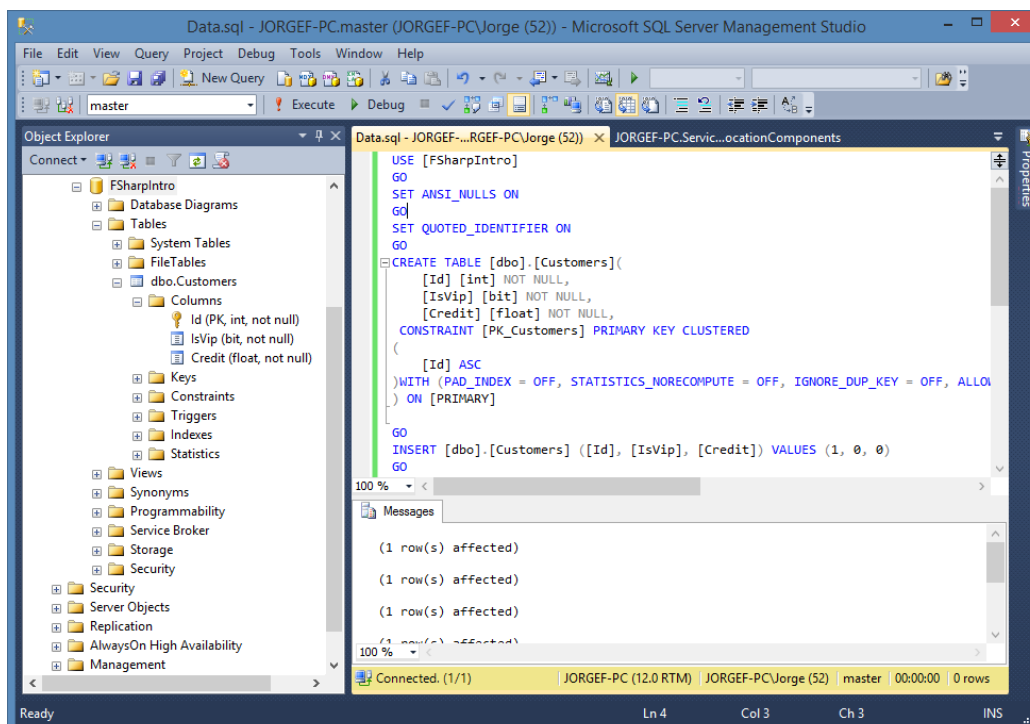 Data.sql - JORGEF-PC.master (JORGEF-PC\Jorge (52)) - Microsoft SQL Server Management Studio
File Edit View Query Project Debug Tools Window Help
New Query
master Execute Debug
Object Explorer
Connect
FSharpIntro
Database Diagrams
Tables
System Tables
FileTables
dbo.Customers
Columns
Id (PK, int, not null)
IsVip (bit, not null)
Credit (float, not null)
Keys
Constraints
Triggers
Indexes
Statistics
Views
Synonyms
Programmability
Service Broker
Storage
Security
Security
Server Objects
Replication
AlwaysOn High Availability
Management
Data.sql - JORGEF-...RGEF-PC\Jorge (52)) JORGEF-PC.Servic...ocationComponents
USE [FSharpIntro]
GO
SET ANSI_NULLS ON
GO
SET QUOTED_IDENTIFIER ON
GO
CREATE TABLE [dbo].[Customers](
[Id] [int] NOT NULL,
[IsVip] [bit] NOT NULL,
[Credit] [float] NOT NULL,
CONSTRAINT [PK_Customers] PRIMARY KEY CLUSTERED
(
[Id] ASC
)WITH (PAD_INDEX = OFF, STATISTICS_NORECOMPUTE = OFF, IGNORE_DUP_KEY = OFF, ALLO
) ON [PRIMARY]
GO
INSERT [dbo].[Customers] ([Id], [IsVip], [Credit]) VALUES (1, 0, 0)
GO
100 %
Messages
(1 row(s) affected)
(1 row(s) affected)
(1 row(s) affected)
(1 row(s) affected)
100 %
Connected. (1/1) JORGEF-PC (12.0 RTM) JORGEF-PC\Jorge (52) master 00:00:00 0 rows
Properties
Ready Ln 4 Col 3 Ch 3 INS